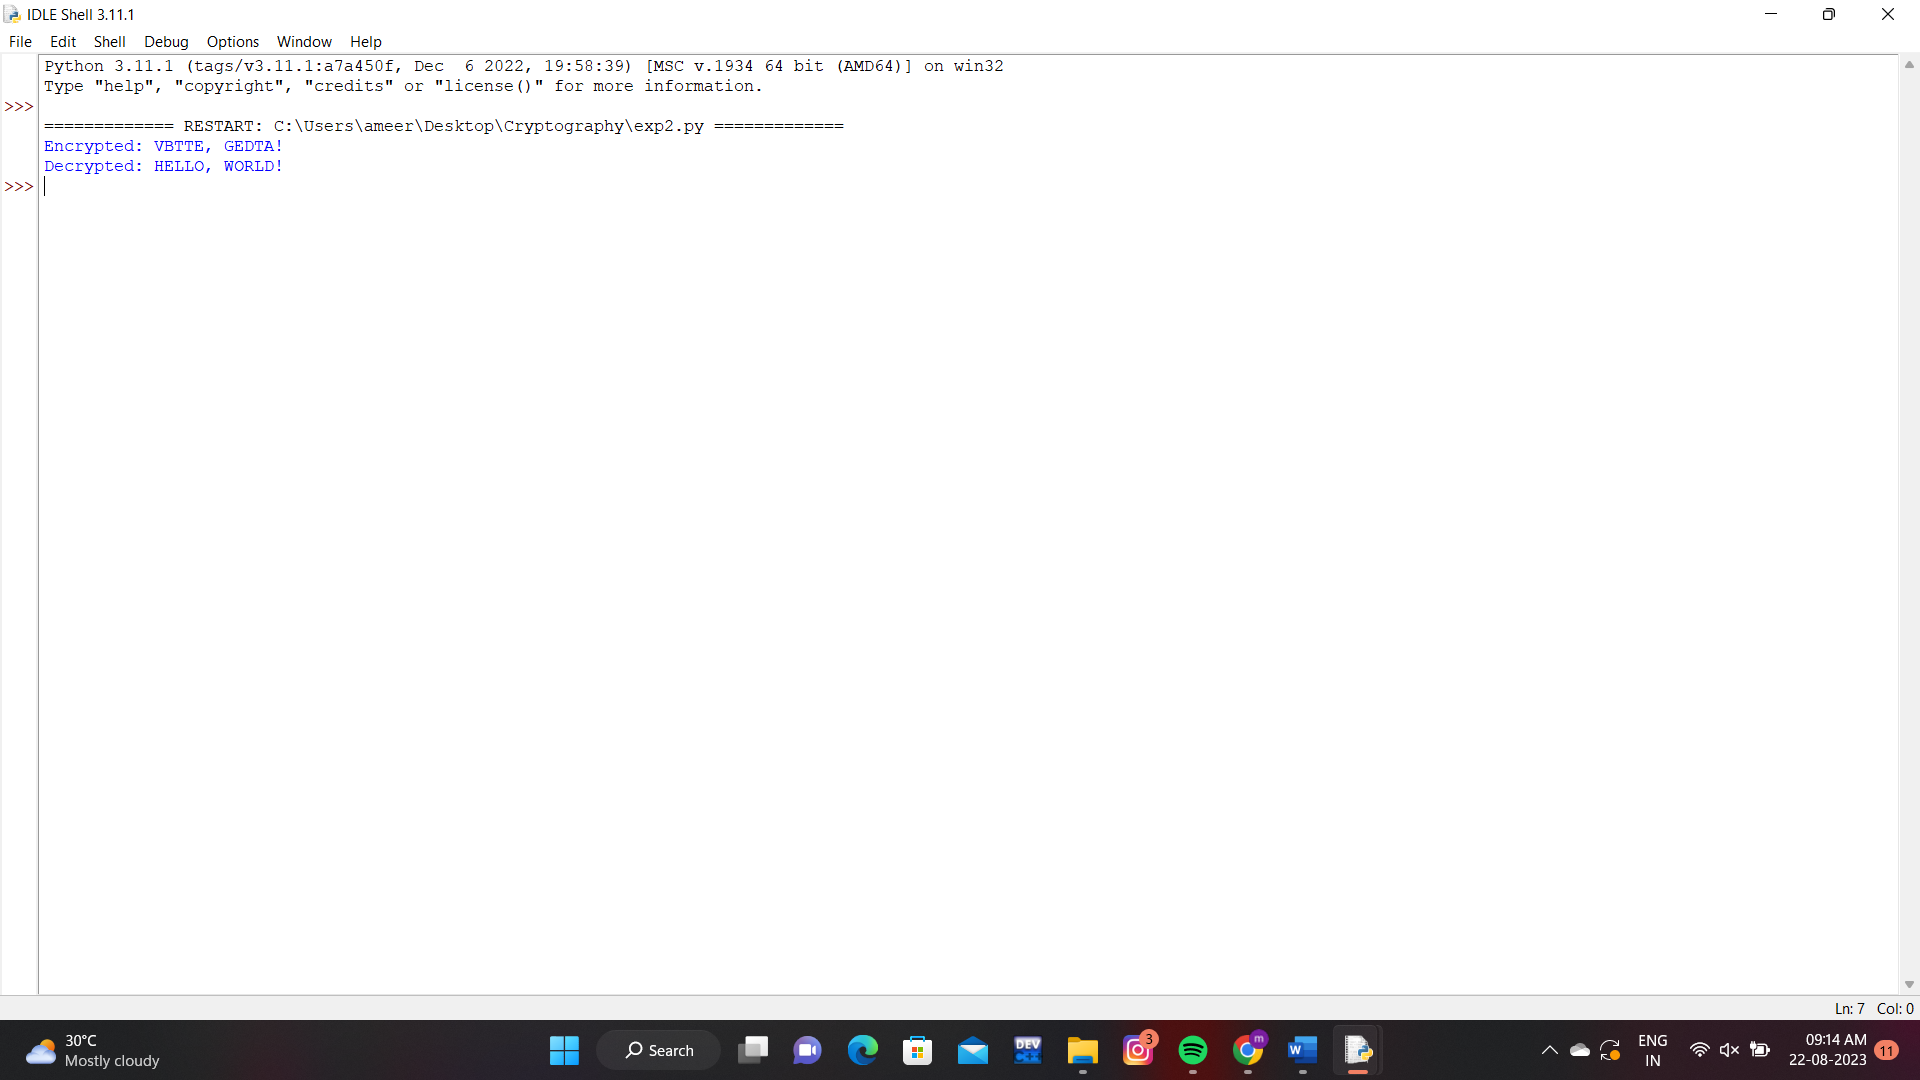 IDLE Shell 3.11.1
File Edit Shell Debug Options Window Help
Python 3.11.1 (tags/v3.11.1:a7a450f, Dec  6 2022, 19:58:39) [MSC v.1934 64 bit (AMD64)] on win32
Type "help", "copyright", "credits" or "license()" for more information.
>>>
============= RESTART: C:\Users\ameer\Desktop\Cryptography\exp2.py =============
Encrypted: VBTTE, GEDTA!
Decrypted: HELLO, WORLD!
>>>
Ln: 7 Col: 0
30°C
Mostly cloudy
Search
DEV
C++
3
m
W
ENG
IN
09:14 AM
22-08-2023
11